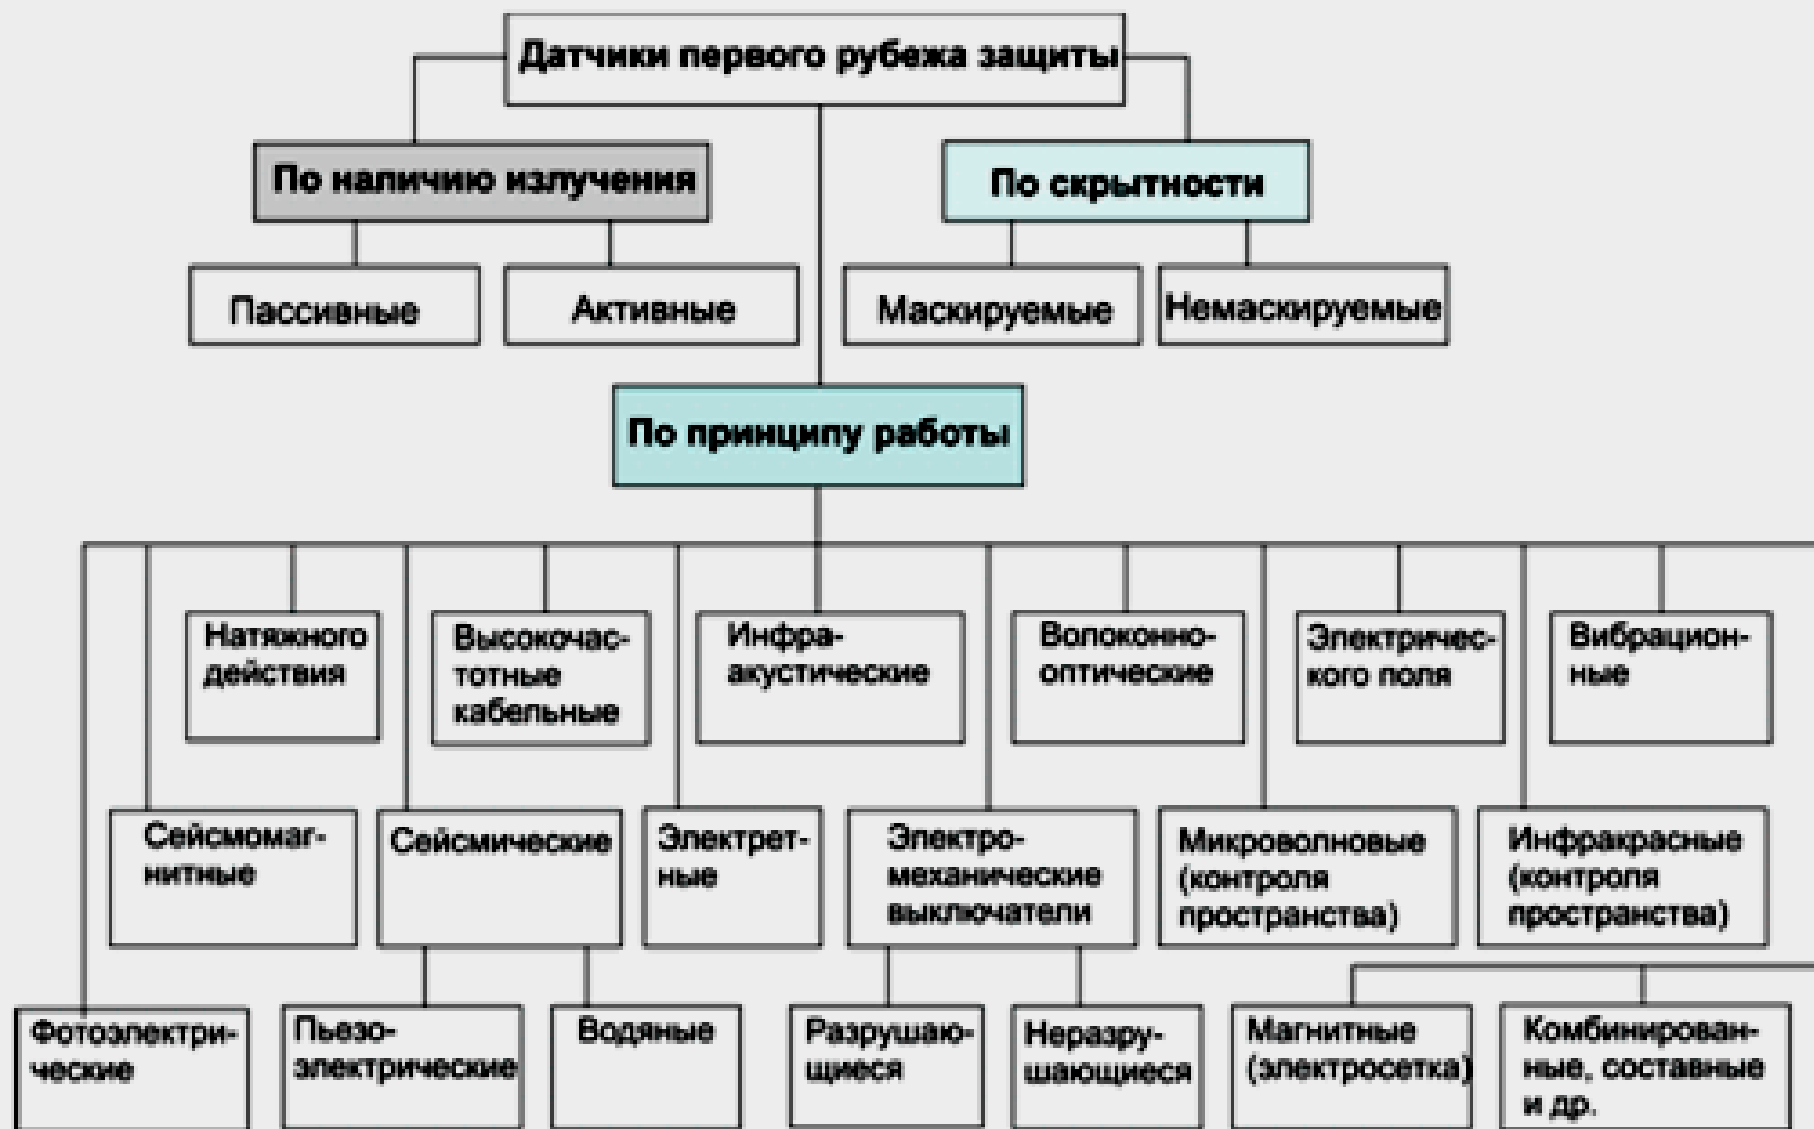 Датчики первого рубежа защиты
По наличию излучения
По скрытности
Пассивные
Активные
Маскируемые
Немаскируемые
По принципу работы
Натяжного
действия
Высокочас-
тотные
кабельные
Инфра-
акустические
Волоконно-
оптические
Электричес-
кого поля
Вибрацион-
ные
Сейсмомаг-
нитные
Сейсмические
Электрет-
ные
Электро-
механические
выключатели
Микроволновые
(контроля
пространства)
Инфракрасные
(контроля
пространства)
Фотоэлектри-
ческие
Пьезо-
электрические
Водяные
Разрушаю-
щиеся
Неразру-
шающиеся
Магнитные
(электросетка)
Комбинирован-
ные, составные
и др.